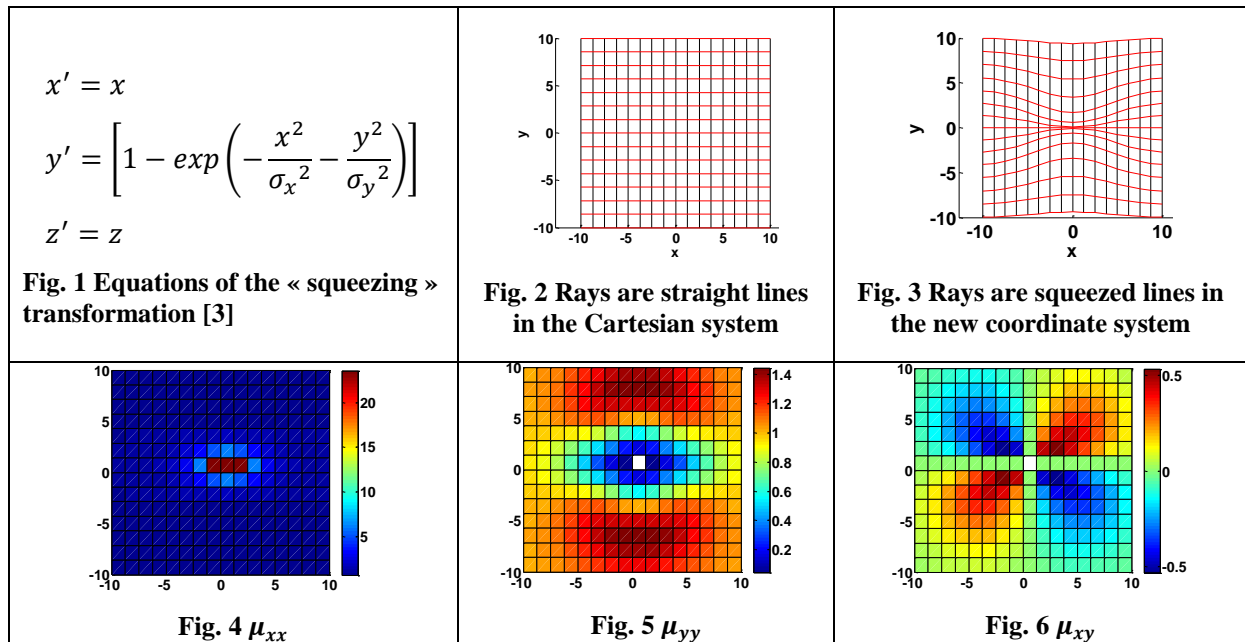 x′ = x
y′ = [1 − exp (− x²/σₓ² − y²/σᵧ²)]
z′ = z
Fig. 1 Equations of the « squeezing »
transformation [3]
10
5
0
-5
-10
y
-10 -5 0 5 10
x
Fig. 2 Rays are straight lines
in the Cartesian system
10
5
0
-5
-10
y
-10 0 10
x
Fig. 3 Rays are squeezed lines in
the new coordinate system
10
5
0
-5
-10
-10 -5 0 5 10
20
15
10
5
Fig. 4 μₓₓ
10
5
0
-5
-10
-10 -5 0 5 10
1.4
1.2
1
0.8
0.6
0.4
0.2
Fig. 5 μᵧᵧ
10
5
0
-5
-10
-10 -5 0 5 10
0.5
0
-0.5
Fig. 6 μₓᵧ